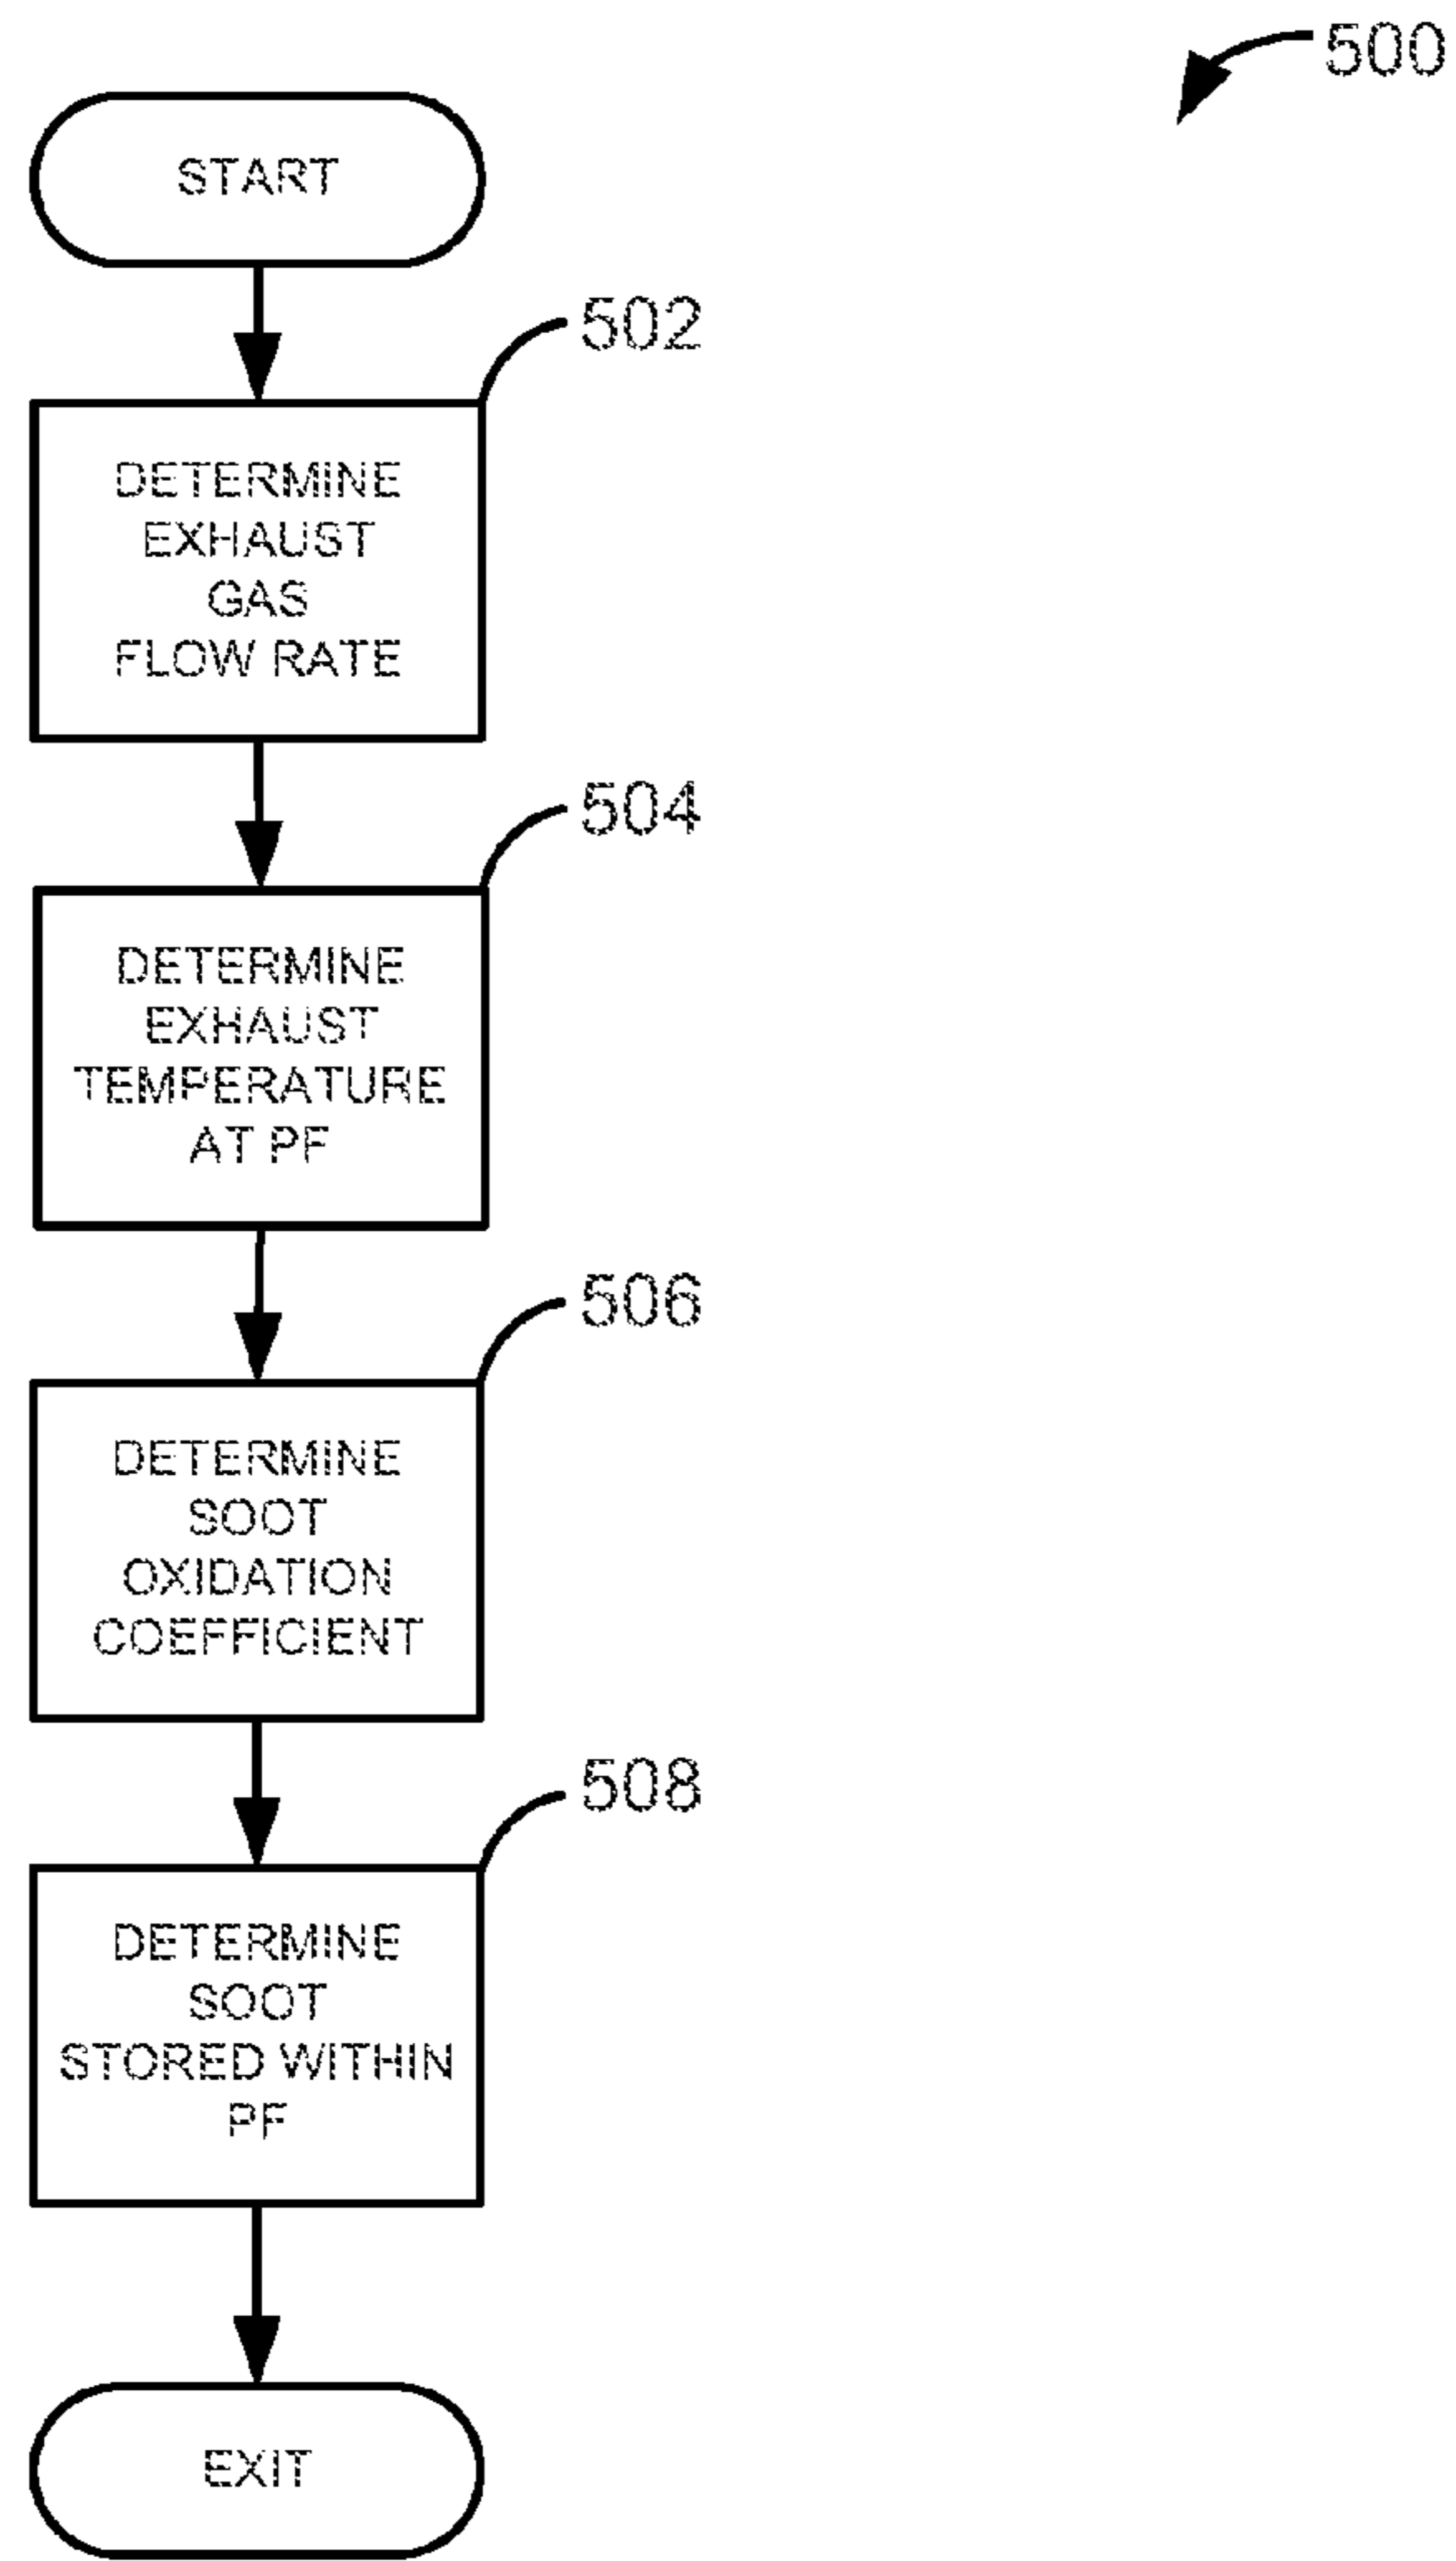 500
START
502
DETERMINE
EXHAUST
GAS
FLOW RATE
504
DETERMINE
EXHAUST
TEMPERATURE
AT PF
506
DETERMINE
SOOT
OXIDATION
COEFFICIENT
508
DETERMINE
SOOT
STORED WITHIN
PF
EXIT